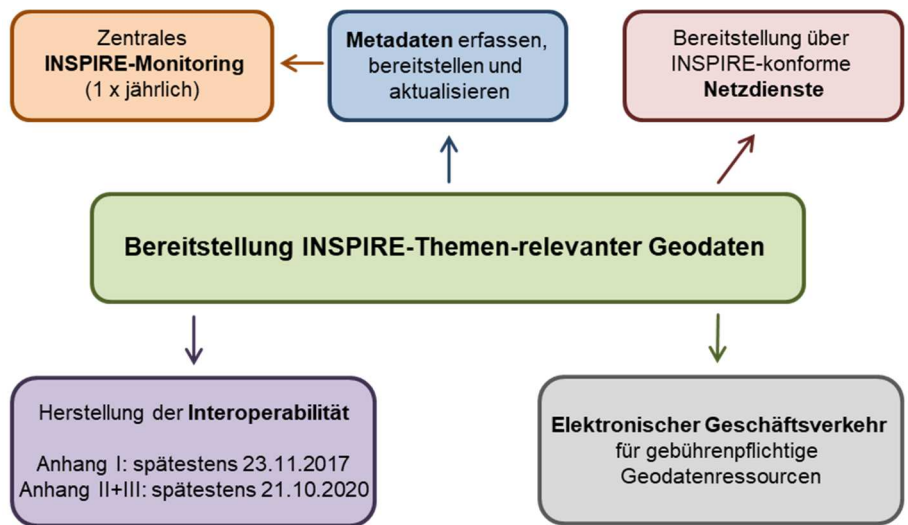 Zentrales
INSPIRE-Monitoring
(1 x jährlich)
Metadaten erfassen,
bereitstellen und
aktualisieren
Bereitstellung über
INSPIRE-konforme
Netzdienste
Bereitstellung INSPIRE-Themen-relevanter Geodaten
Herstellung der Interoperabilität
Anhang I: spätestens 23.11.2017
Anhang II+III: spätestens 21.10.2020
Elektronischer Geschäftsverkehr
für gebührenpflichtige
Geodatenressourcen